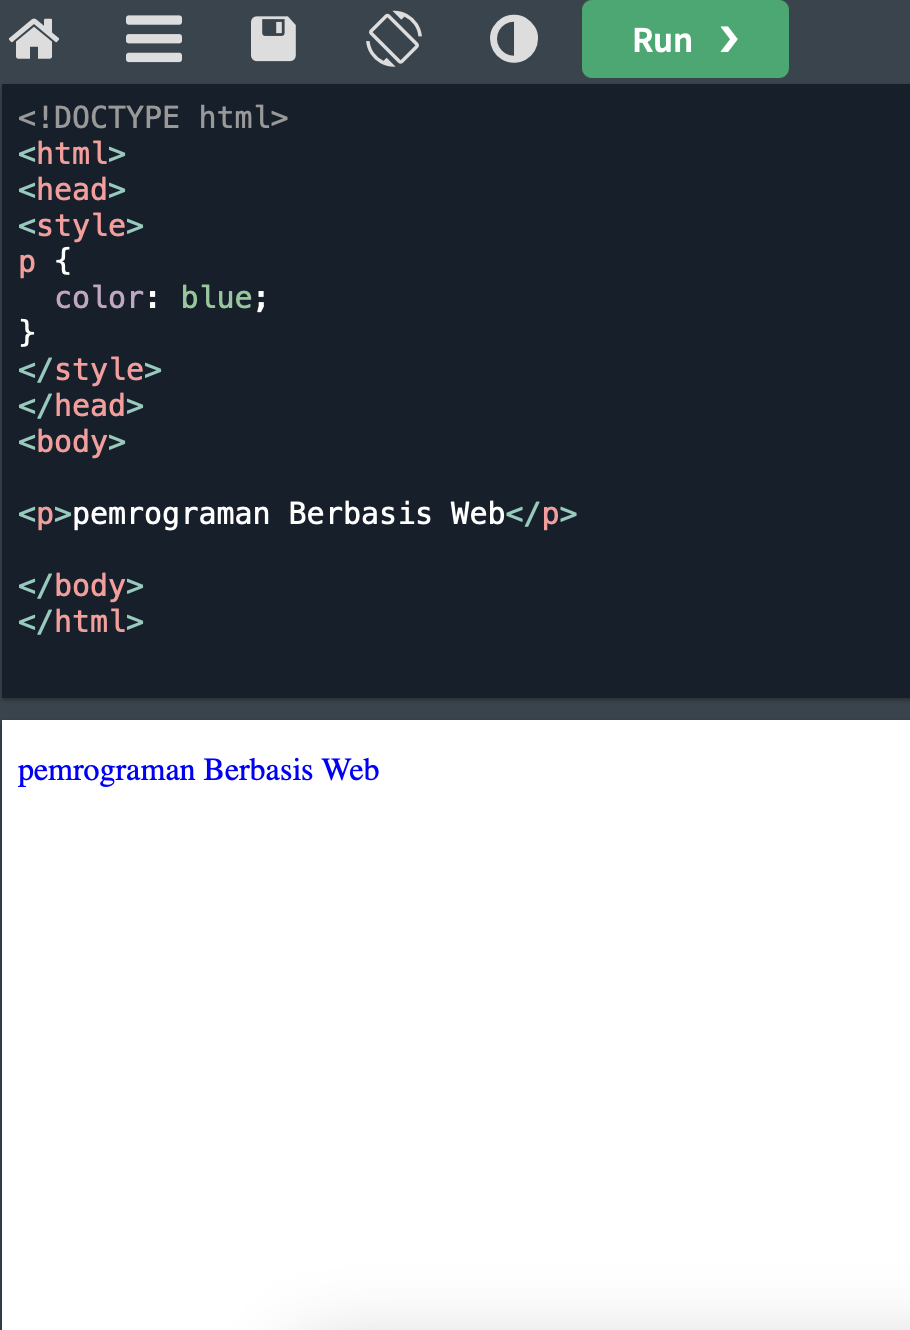 Run ❯
<!DOCTYPE html>
<html>
<head>
<style>
p {
  color: blue;
}
</style>
</head>
<body>
<p>pemrograman Berbasis Web</p>
</body>
</html>
pemrograman Berbasis Web